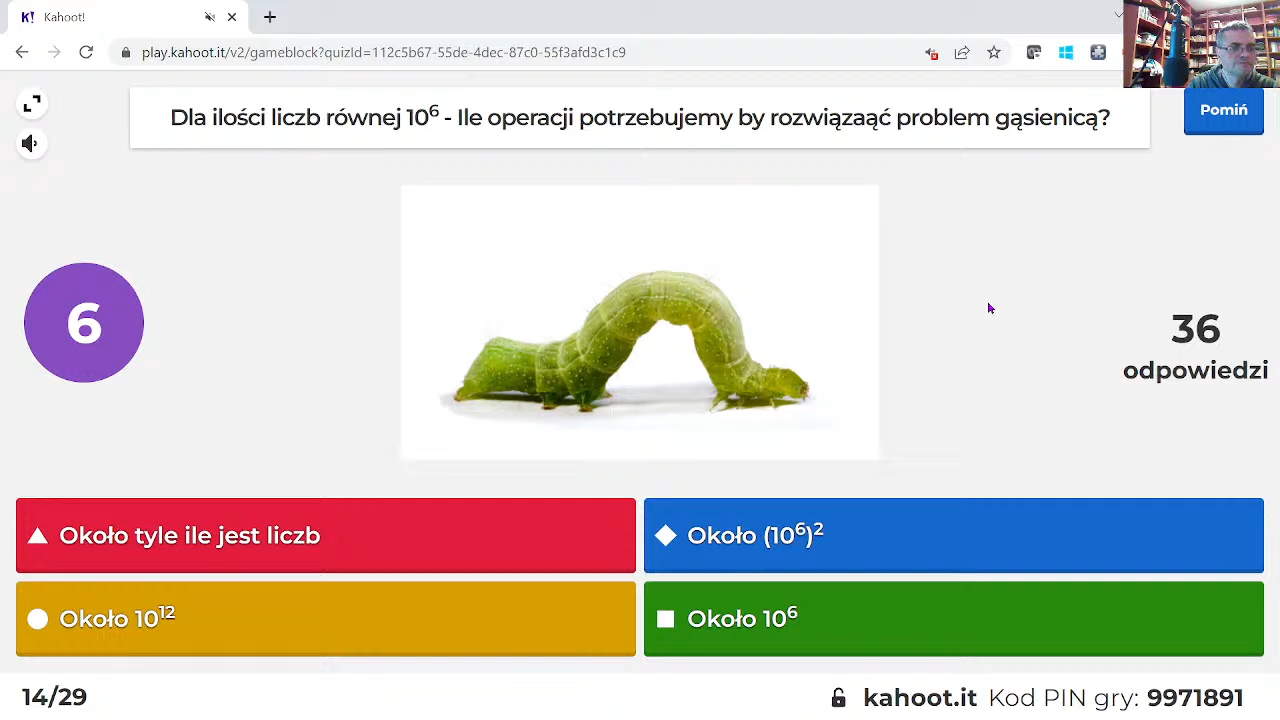 K! Kahoot!
play.kahoot.it/v2/gameblock?quizId=112c5b67-55de-4dec-87c0-55f3afd3c1c9
Dla ilości liczb równej 10⁶ - Ile operacji potrzebujemy by rozwiązaąć problem gąsienicą?
Pomiń
6
36
odpowiedzi
Około tyle ile jest liczb
Około (10⁶)²
Około 10¹²
Około 10⁶
14/29
kahoot.it Kod PIN gry: 9971891